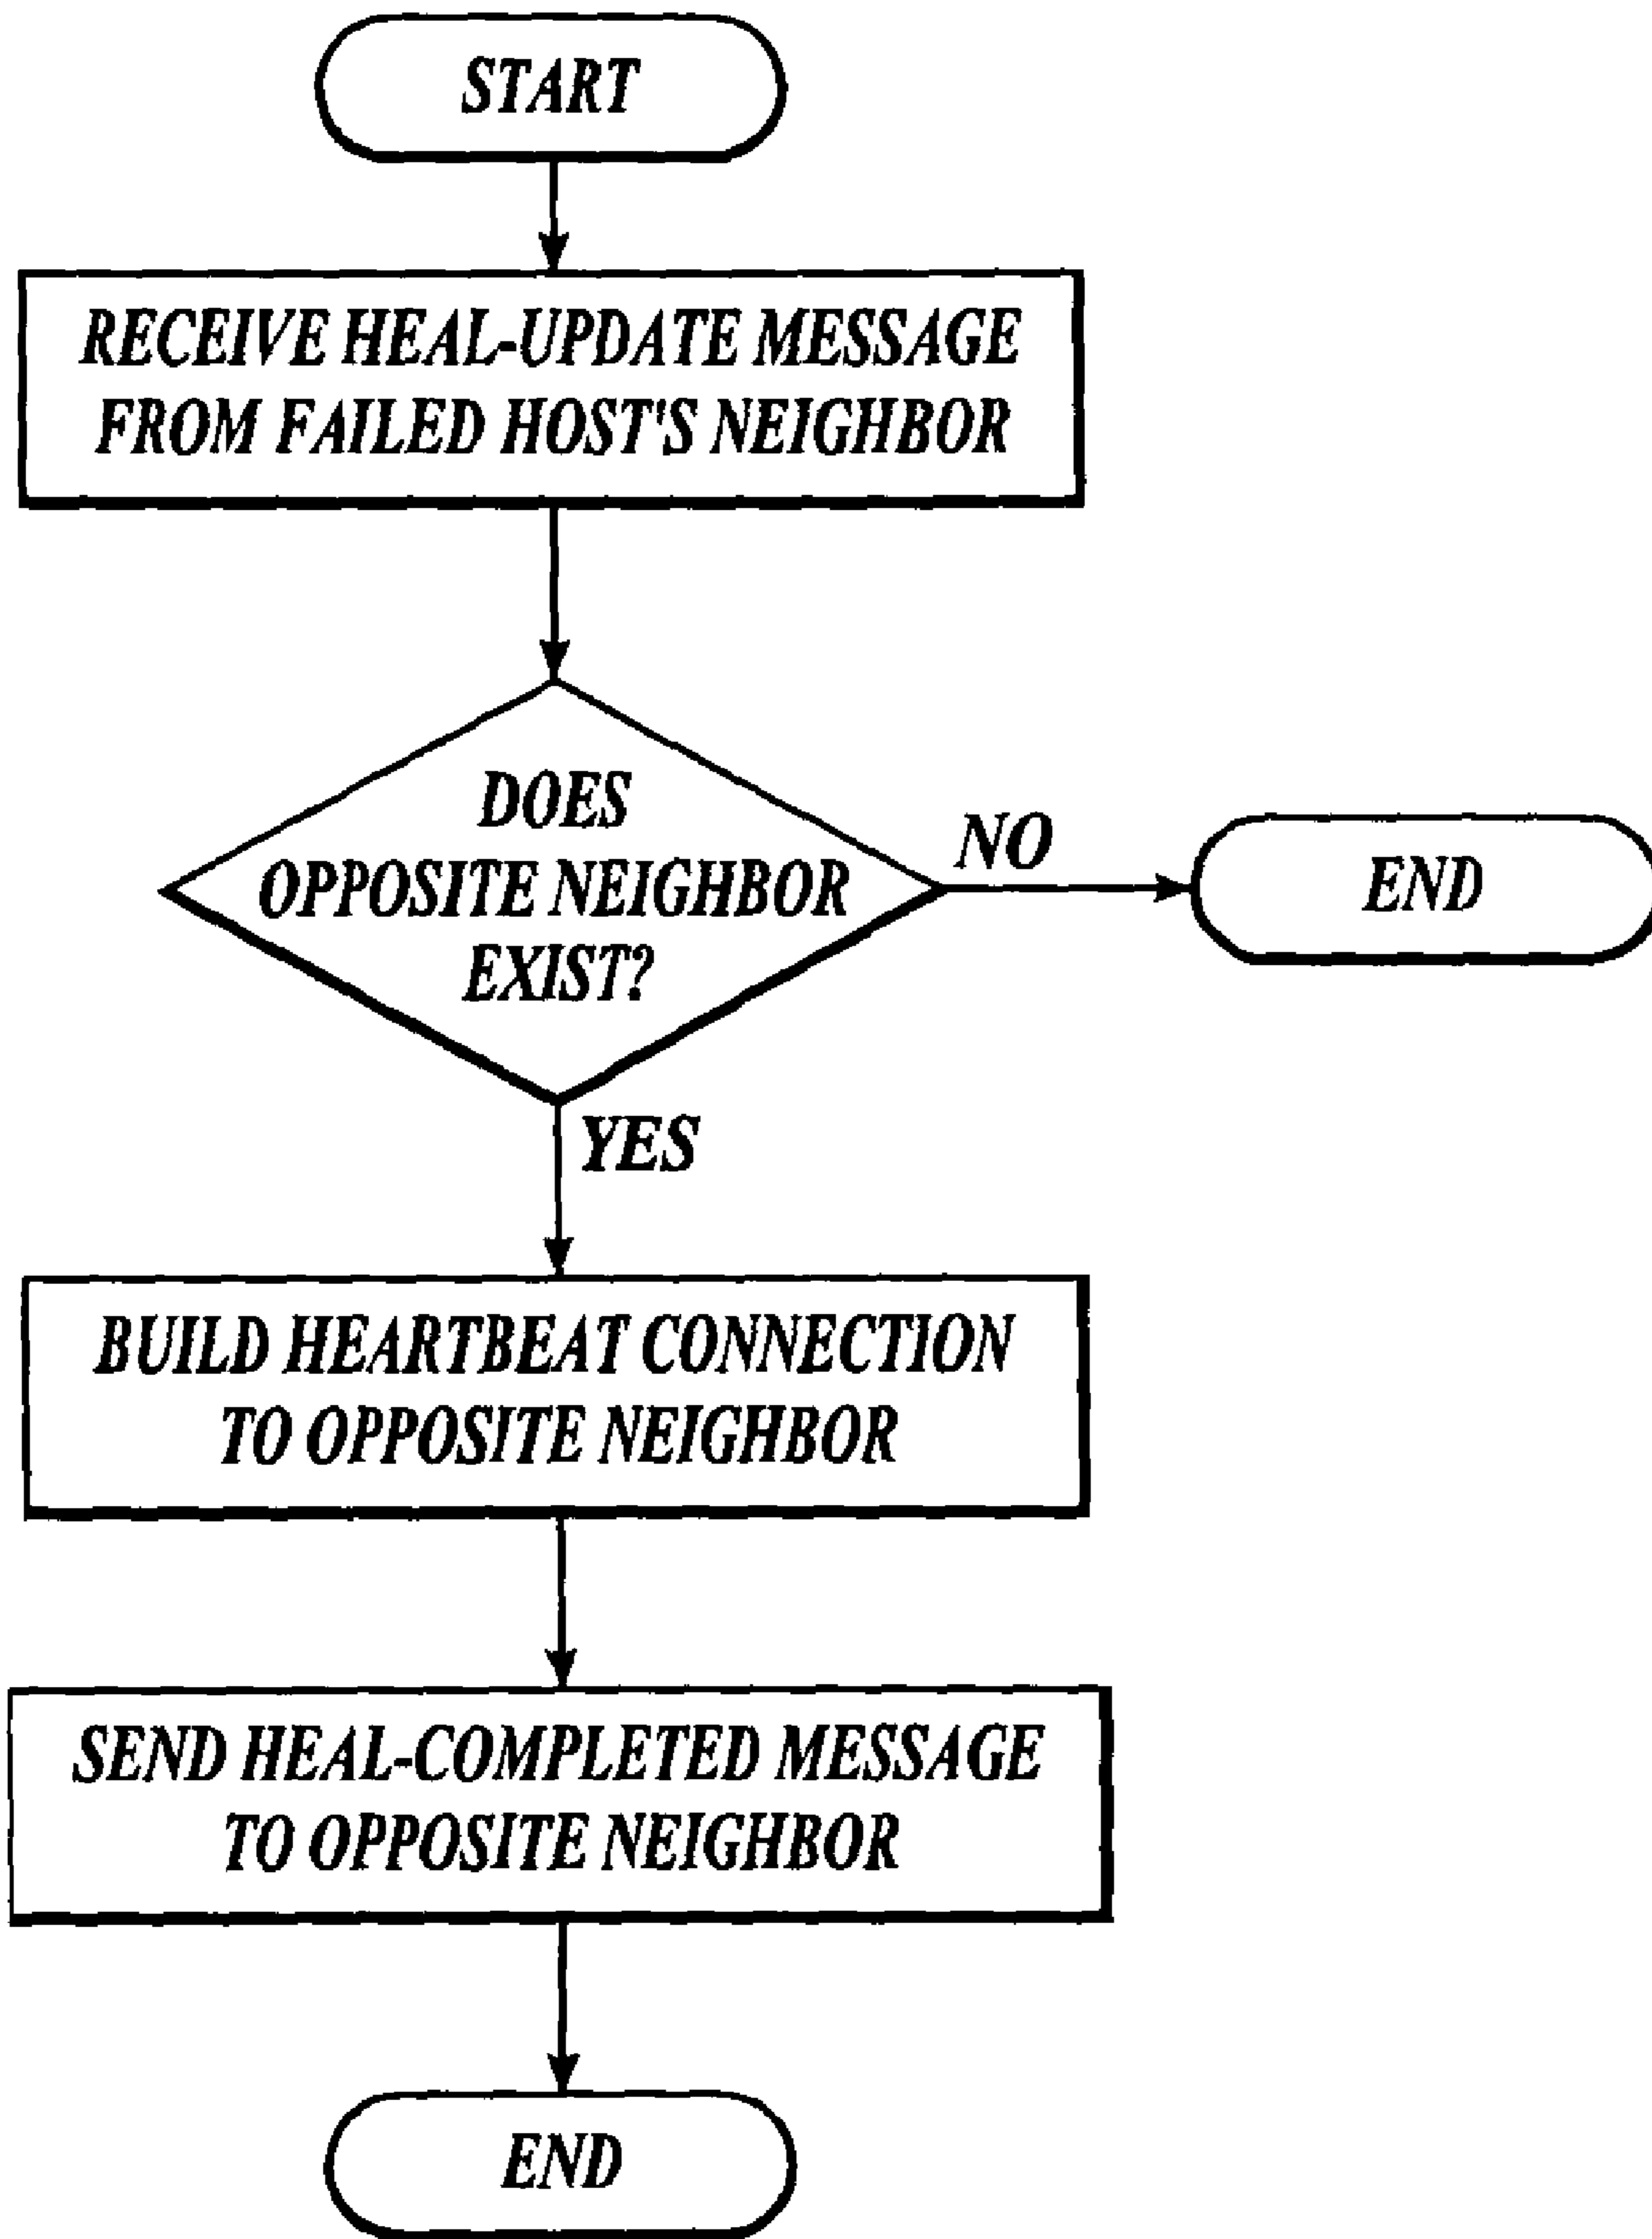 START
RECEIVE HEAL-UPDATE MESSAGE
FROM FAILED HOST'S NEIGHBOR
DOES
OPPOSITE NEIGHBOR
EXIST?
NO
END
YES
BUILD HEARTBEAT CONNECTION
TO OPPOSITE NEIGHBOR
SEND HEAL-COMPLETED MESSAGE
TO OPPOSITE NEIGHBOR
END